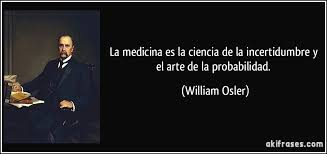 La medicina es la ciencia de la incertidumbre y
el arte de la probabilidad.
(William Osler)
akifrases.com